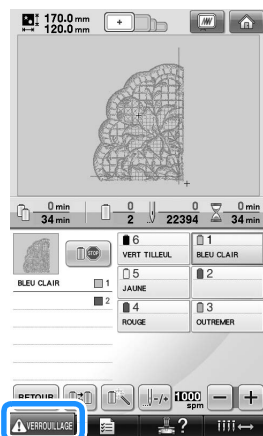 170.0 mm
120.0 mm
0 min 0 0 0 min
34 min 2 22394 34 min
6 1
VERT TILLEUL BLEU CLAIR
5 2
BLEU CLAIR 1 JAUNE
2
4 3
ROUGE OUTREMER
RETOUR -/+ 1000 spm - +
VERROUILLAGE ?